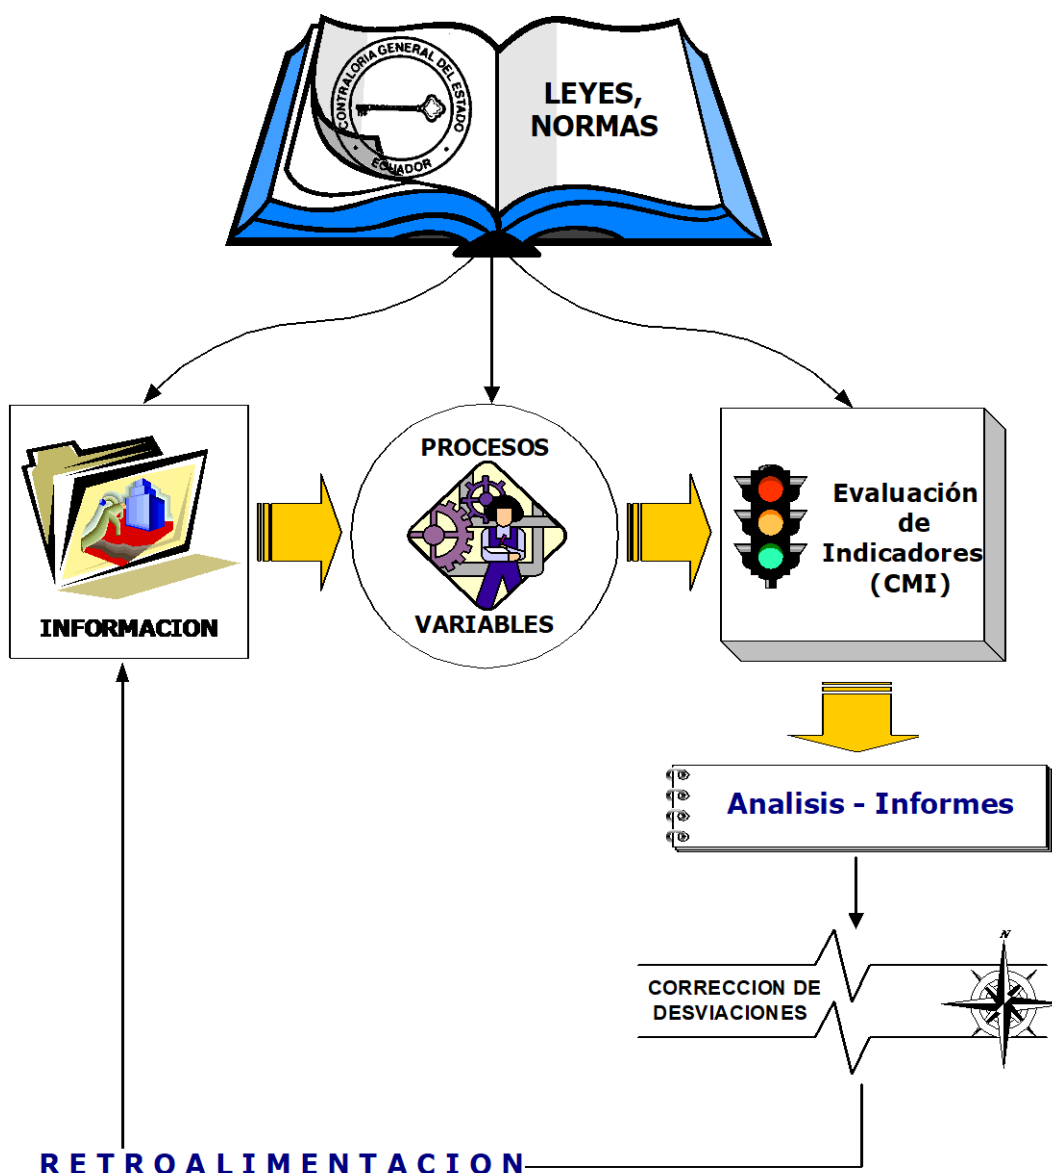 CONTRALORIA GENERAL DEL ESTADO
· ECUADOR ·
LEYES,
NORMAS
INFORMACION
PROCESOS
VARIABLES
Evaluación
de
Indicadores
(CMI)
Analisis - Informes
N
CORRECCION DE
DESVIACIONES
R E T R O A L I M E N T A C I O N